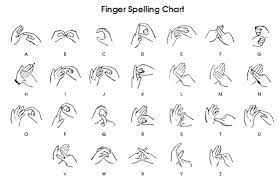 Finger Spelling Chart
A B C D E F G
H I J K L M N
O P Q R S T U
V W X Y Z